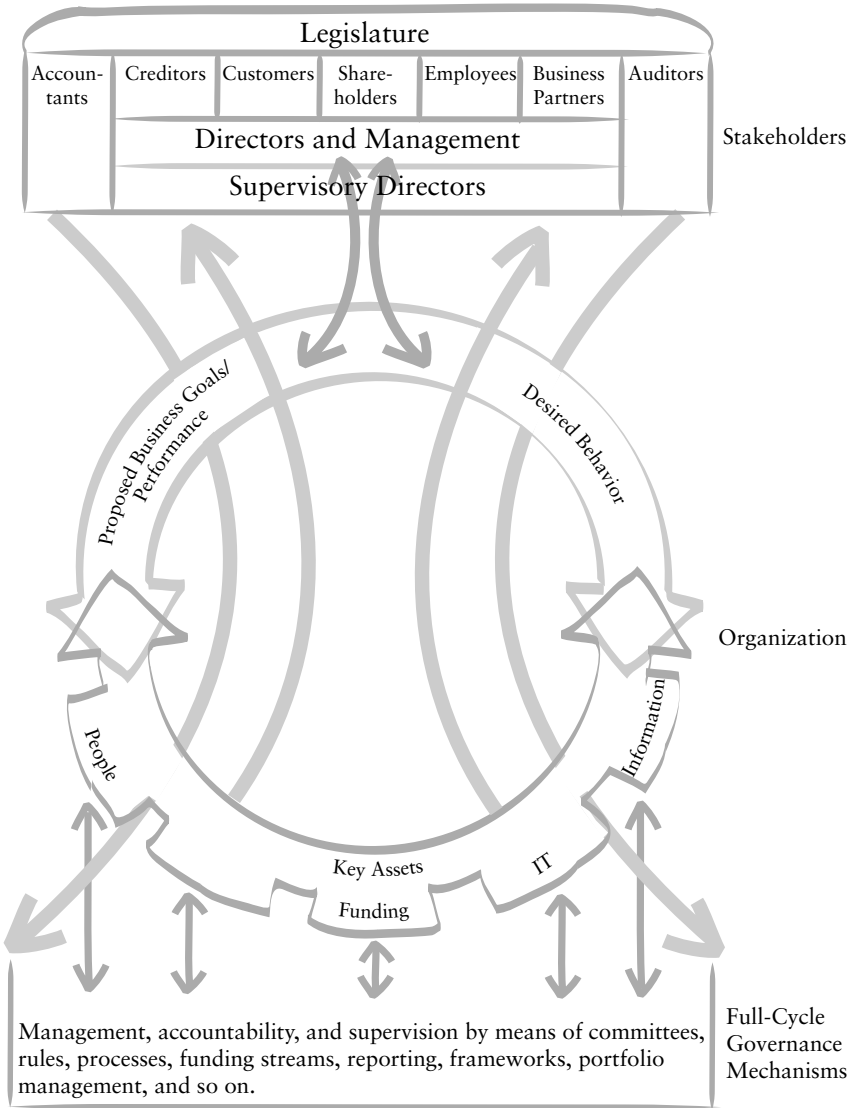 Legislature
Accoun-
tants
Creditors
Customers
Share-
holders
Employees
Business
Partners
Auditors
Directors and Management
Supervisory Directors
Stakeholders
Proposed Business Goals/
Performance
Desired Behavior
Organization
People
Information
Key Assets
IT
Funding
Management, accountability, and supervision by means of committees,
rules, processes, funding streams, reporting, frameworks, portfolio
management, and so on.
Full-Cycle
Governance
Mechanisms